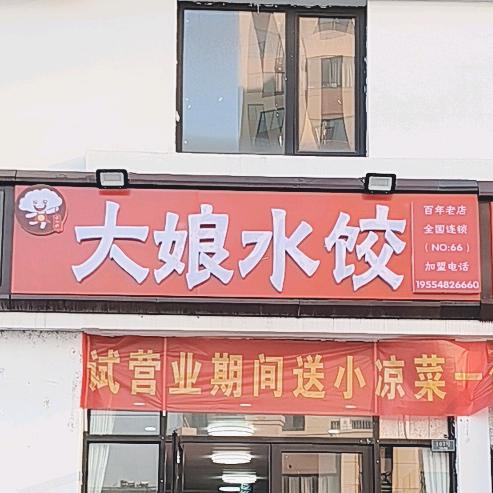 大娘水饺
百年老店
全国连锁
（NO:66）
加盟电话
19554826660
试营业期间送小凉菜一